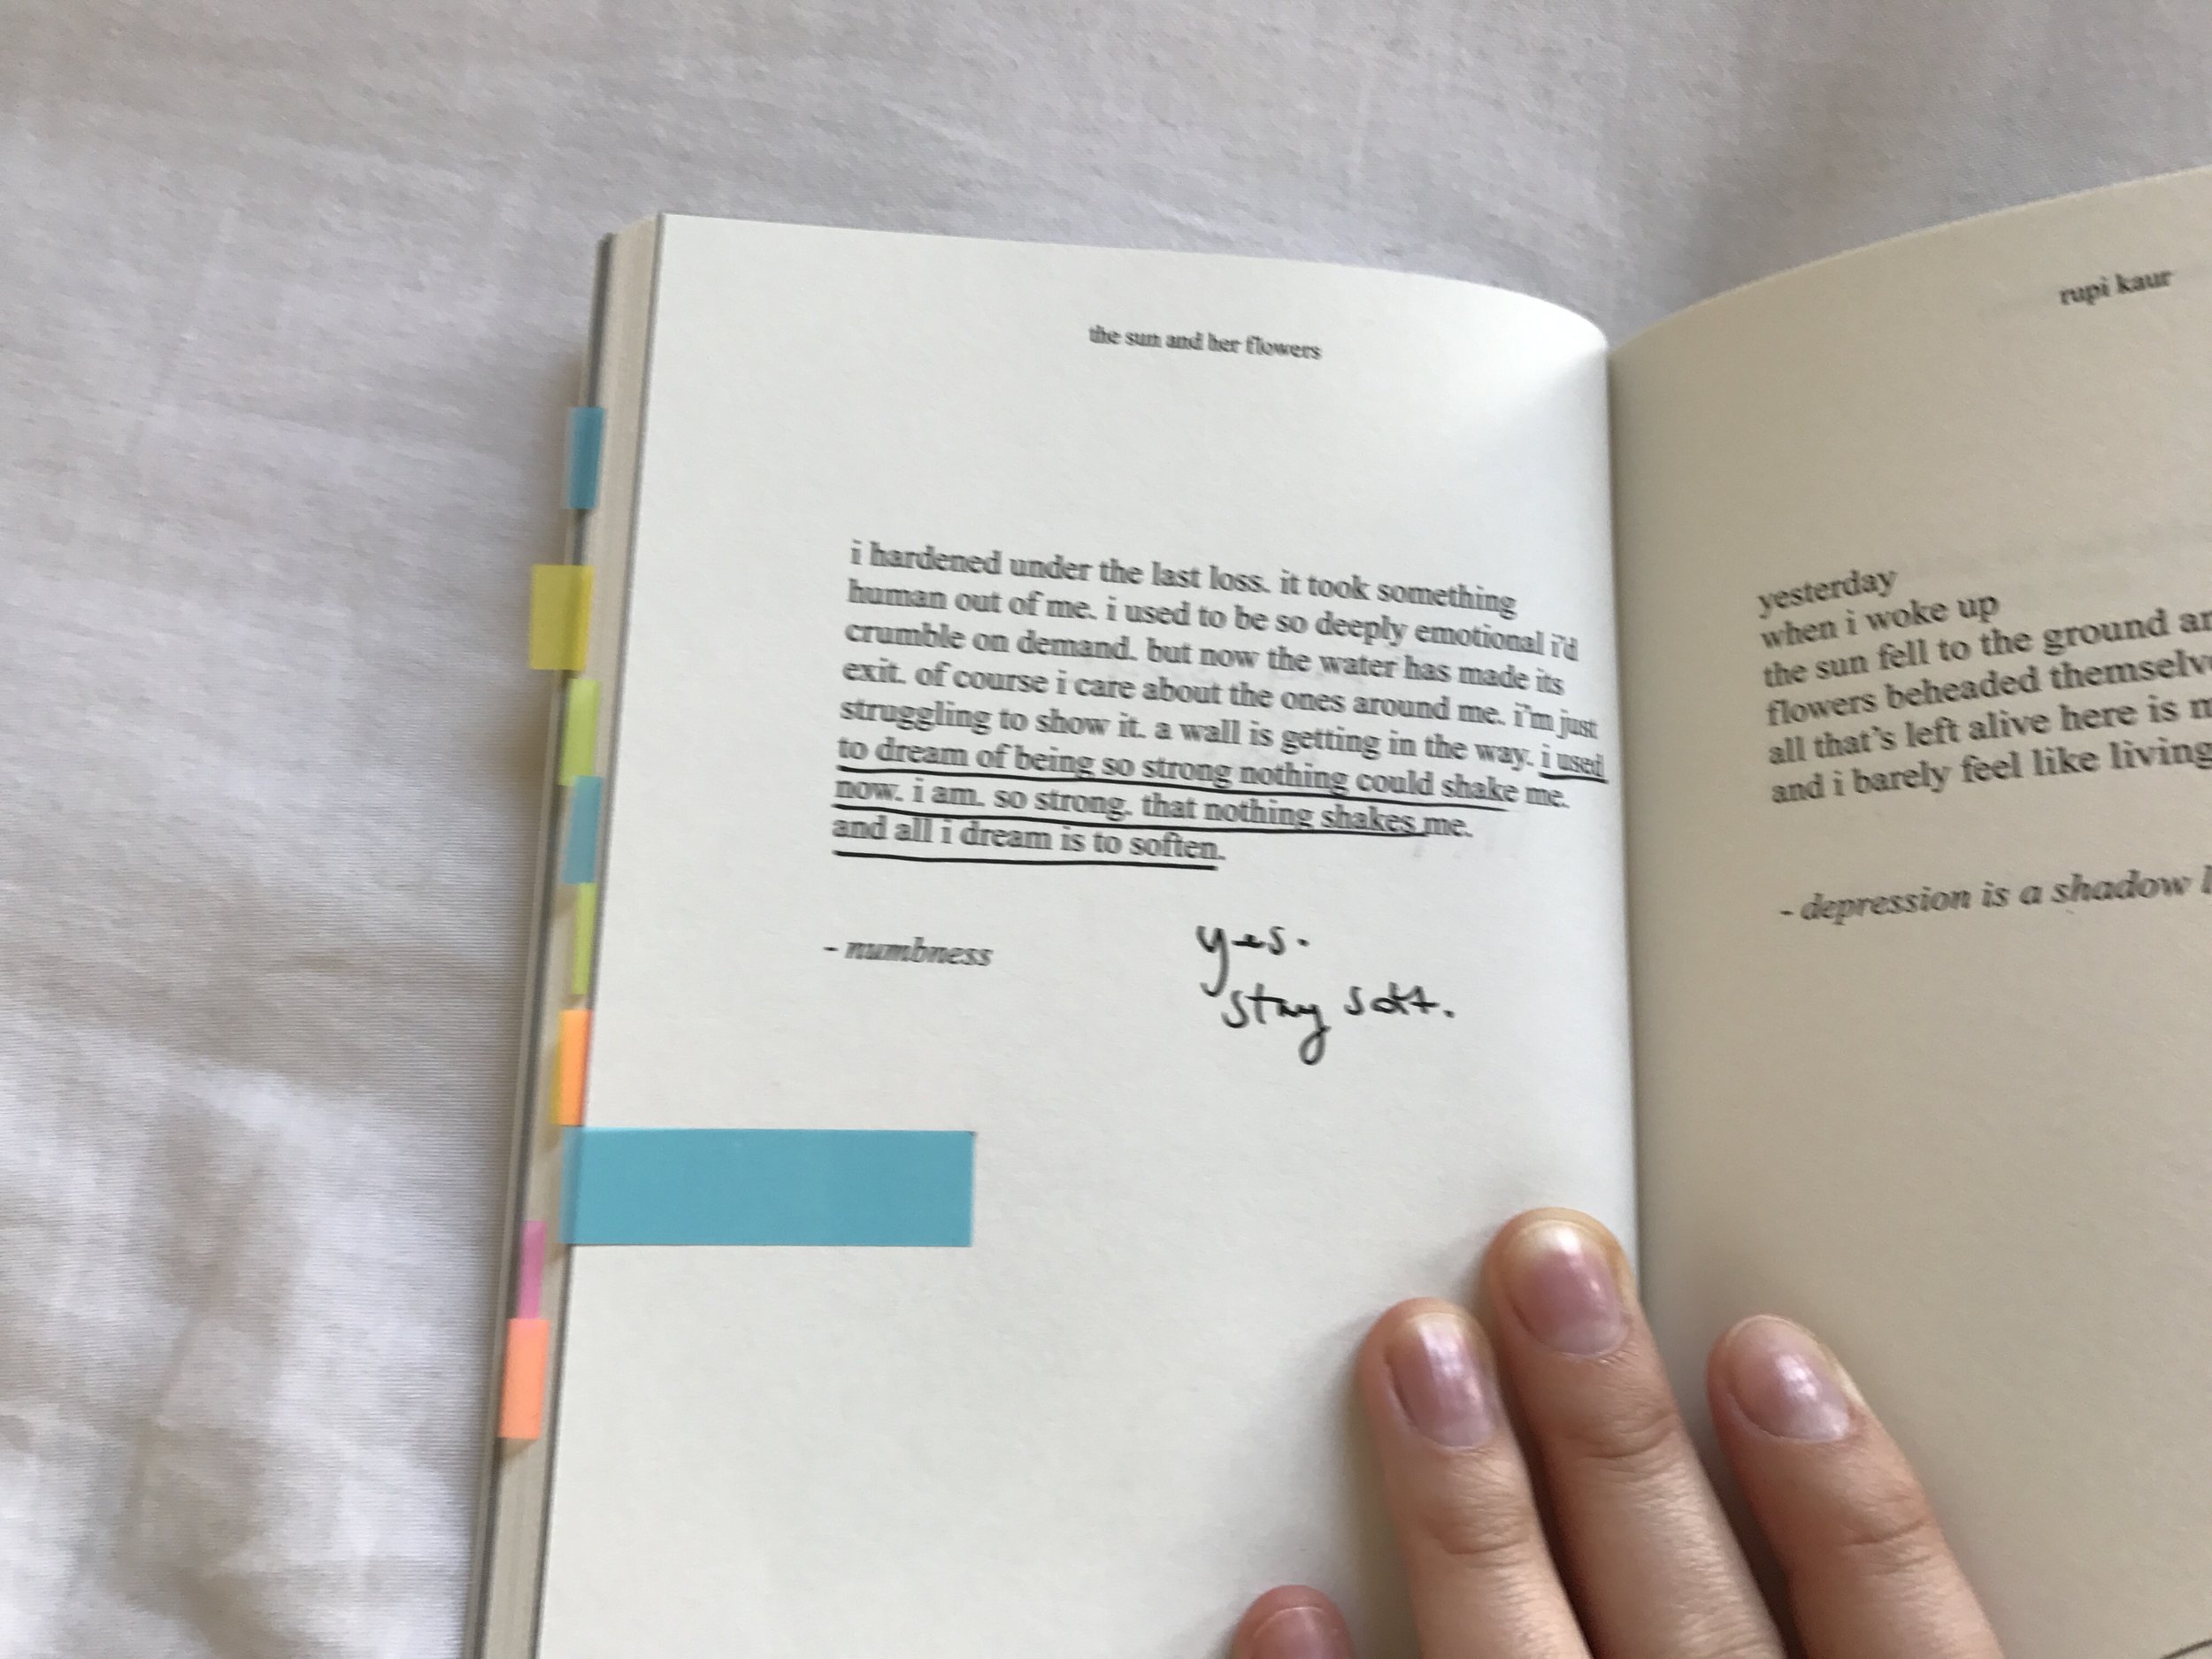 the sun and her flowers
i hardened under the last loss. it took something
human out of me. i used to be so deeply emotional i'd
crumble on demand. but now the water has made its
exit. of course i care about the ones around me. i'm just
struggling to show it. a wall is getting in the way. i used
to dream of being so strong nothing could shake me.
now. i am. so strong. that nothing shakes me.
and all i dream is to soften.
- numbness
yes.
stay soft.
rupi kaur
yesterday
when i woke up
the sun fell to the ground
flowers beheaded
all that's left alive here is
and i barely feel like living
- depression is a shadow